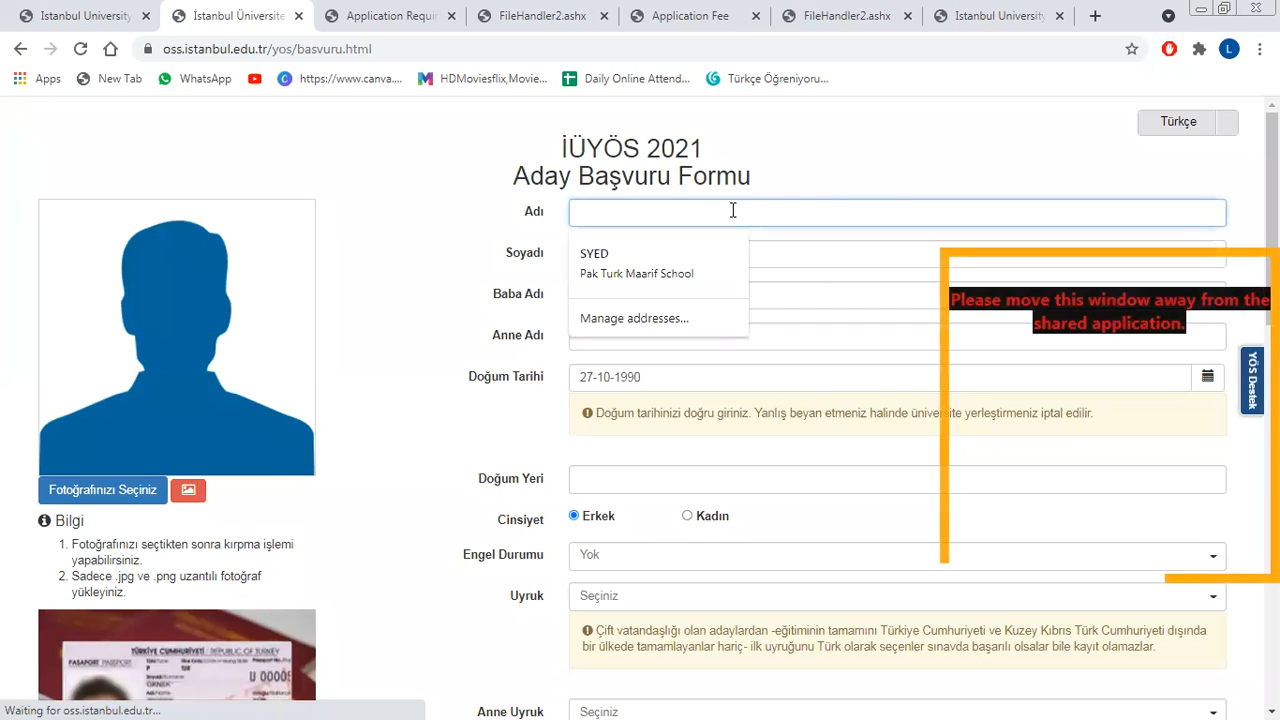 Istanbul University
İstanbul Üniversite
Application Requir
FileHandler2.ashx
Application Fee
FileHandler2.ashx
Istanbul University
oss.istanbul.edu.tr/yos/basvuru.html
L
Apps
New Tab
WhatsApp
https://www.canva....
HDMoviesflix,Movie...
Daily Online Attend...
Türkçe Öğreniyoru...
Türkçe
İÜYÖS 2021
Aday Başvuru Formu
Adı
SYED
Pak Turk Maarif School
Manage addresses...
Soyadı
Baba Adı
Anne Adı
Please move this window away from the
shared application.
YÖS Destek
Doğum Tarihi
27-10-1990
Doğum tarihinizi doğru giriniz. Yanlış beyan etmeniz halinde üniversite yerleştirmeniz iptal edilir.
Doğum Yeri
Cinsiyet
Erkek
Kadın
Engel Durumu
Yok
Uyruk
Seçiniz
Çift vatandaşlığı olan adaylardan -eğitiminin tamamını Türkiye Cumhuriyeti ve Kuzey Kıbrıs Türk Cumhuriyeti dışında
bir ülkede tamamlayanlar hariç- ilk uyruğunu Türk olarak seçenler sınavda başarılı olsalar bile kayıt olamazlar.
Anne Uyruk
Seçiniz
Fotoğrafınızı Seçiniz
Bilgi
1. Fotoğrafınızı seçtikten sonra kırpma işlemi
yapabilirsiniz.
2. Sadece .jpg ve .png uzantılı fotoğraf
yükleyiniz.
TÜRKİYE CUMHURİYETİ
REPUBLIC OF TURKEY
PASAPORT
PASSPORT
U 00005
ÖRNEK
Waiting for oss.istanbul.edu.tr...